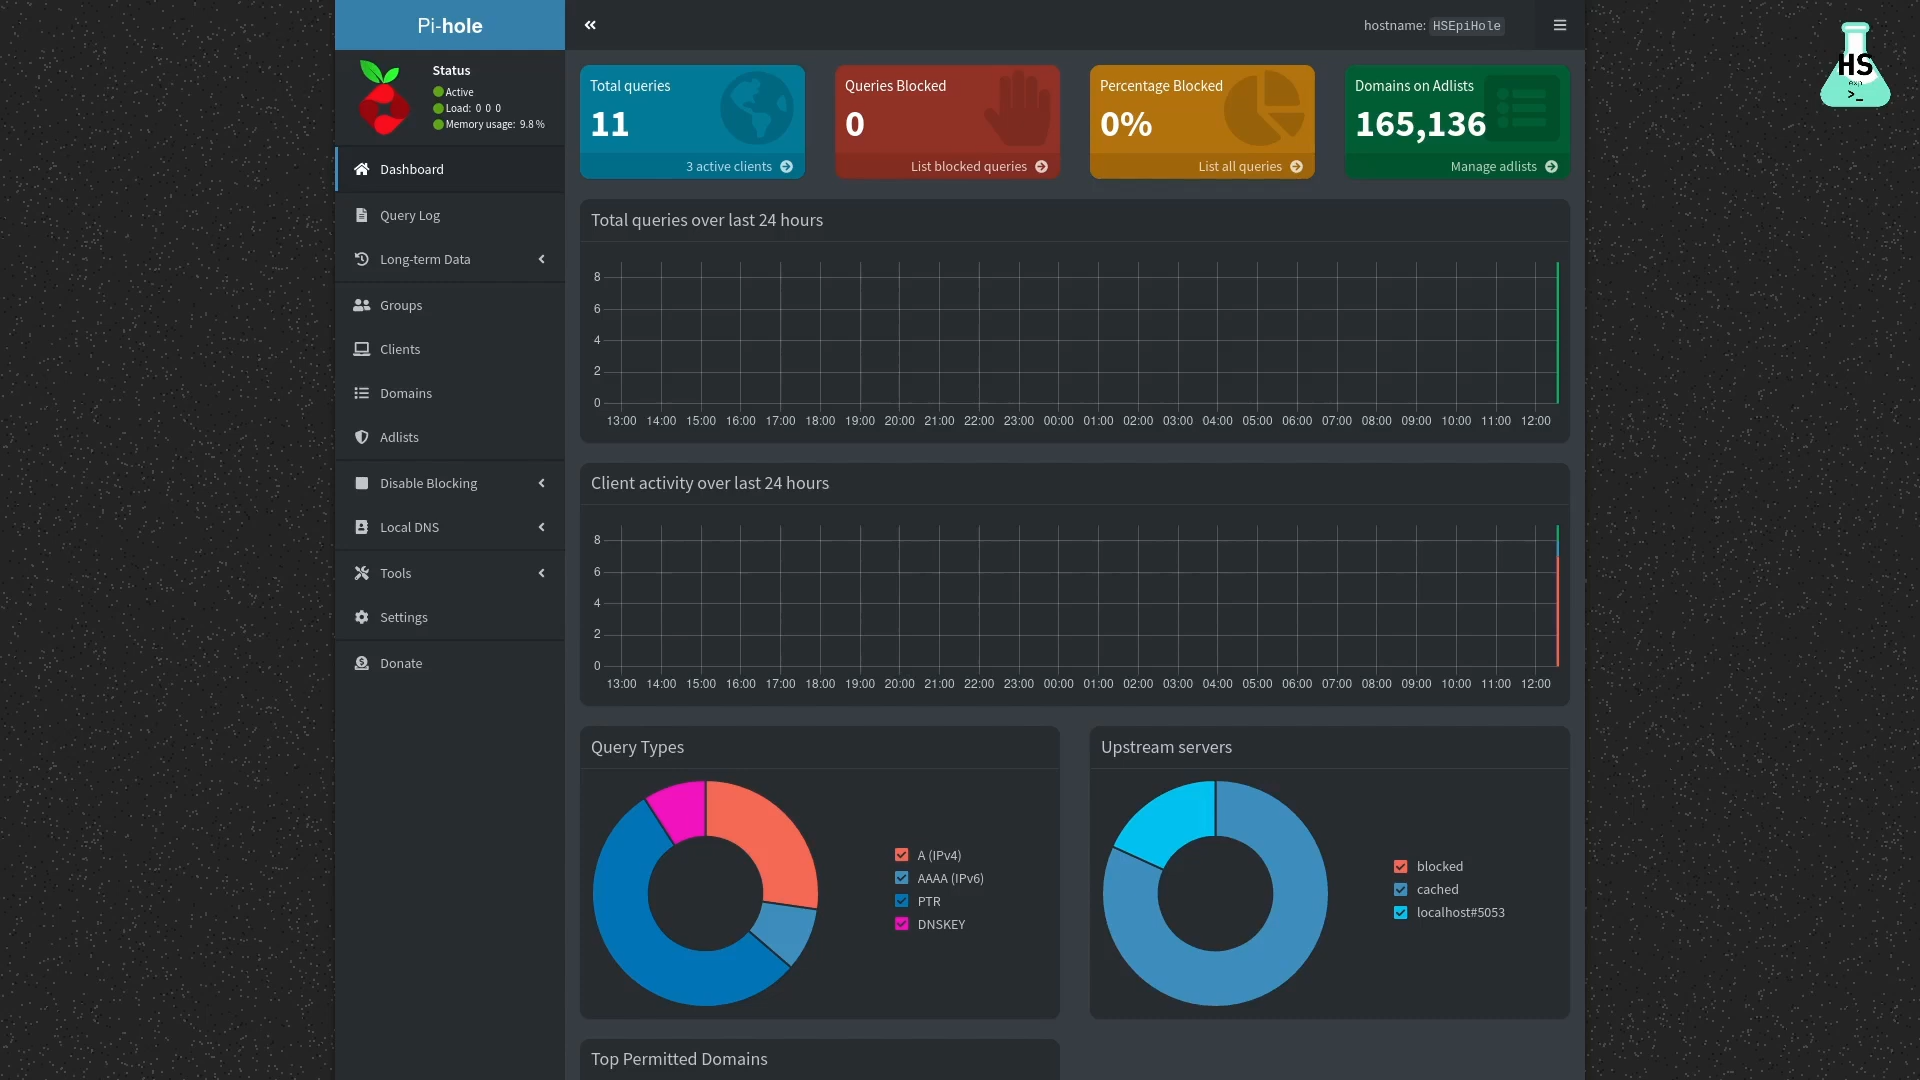 Pi-hole
hostname: HSEpiHole
HS
>_
Status
Active
Load: 0 0 0
Memory usage: 9.8 %
Dashboard
Query Log
Long-term Data
Groups
Clients
Domains
Adlists
Disable Blocking
Local DNS
Tools
Settings
Donate
Total queries
11
3 active clients
Queries Blocked
0
List blocked queries
Percentage Blocked
0%
List all queries
Domains on Adlists
165,136
Manage adlists
Total queries over last 24 hours
8
6
4
2
0
13:00 14:00 15:00 16:00 17:00 18:00 19:00 20:00 21:00 22:00 23:00 00:00 01:00 02:00 03:00 04:00 05:00 06:00 07:00 08:00 09:00 10:00 11:00 12:00
Client activity over last 24 hours
8
6
4
2
0
13:00 14:00 15:00 16:00 17:00 18:00 19:00 20:00 21:00 22:00 23:00 00:00 01:00 02:00 03:00 04:00 05:00 06:00 07:00 08:00 09:00 10:00 11:00 12:00
Query Types
A (IPv4)
AAAA (IPv6)
PTR
DNSKEY
Upstream servers
blocked
cached
localhost#5053
Top Permitted Domains